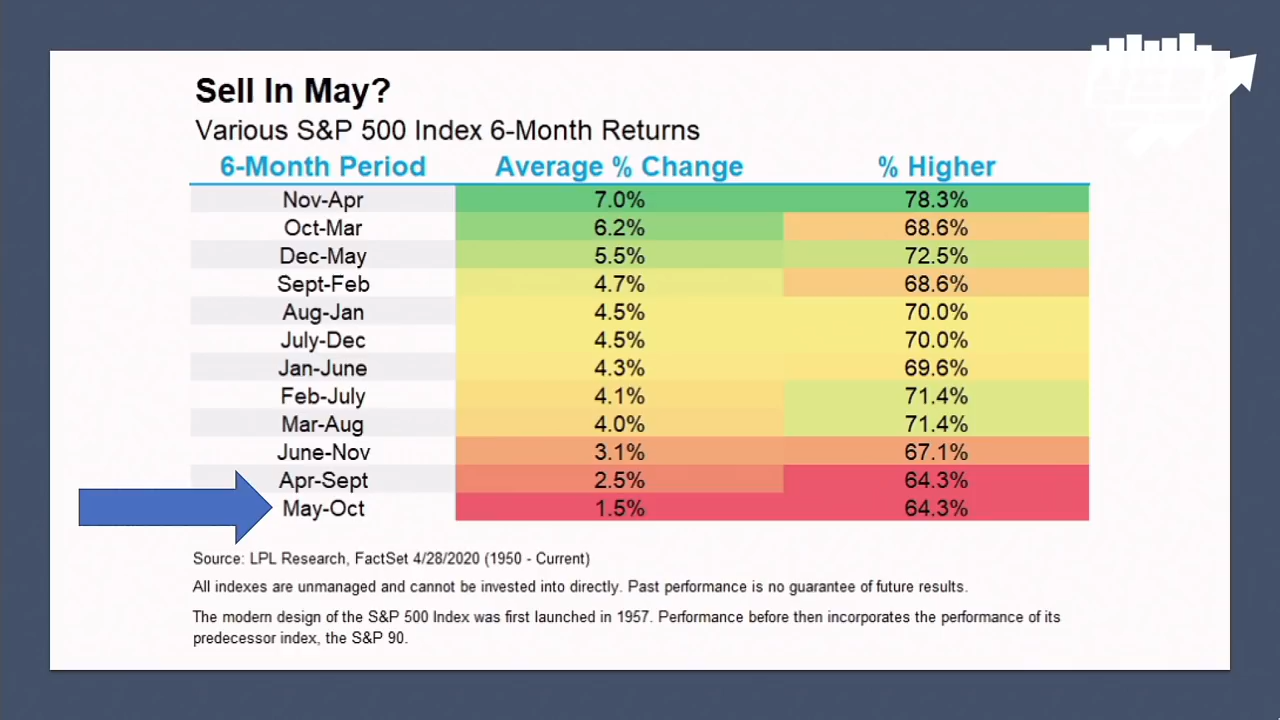 Sell In May?
Various S&P 500 Index 6-Month Returns
6-Month Period Average % Change % Higher
Nov-Apr 7.0% 78.3%
Oct-Mar 6.2% 68.6%
Dec-May 5.5% 72.5%
Sept-Feb 4.7% 68.6%
Aug-Jan 4.5% 70.0%
July-Dec 4.5% 70.0%
Jan-June 4.3% 69.6%
Feb-July 4.1% 71.4%
Mar-Aug 4.0% 71.4%
June-Nov 3.1% 67.1%
Apr-Sept 2.5% 64.3%
May-Oct 1.5% 64.3%
Source: LPL Research, FactSet 4/28/2020 (1950 - Current)
All indexes are unmanaged and cannot be invested into directly. Past performance is no guarantee of future results.
The modern design of the S&P 500 Index was first launched in 1957. Performance before then incorporates the performance of its
predecessor index, the S&P 90.